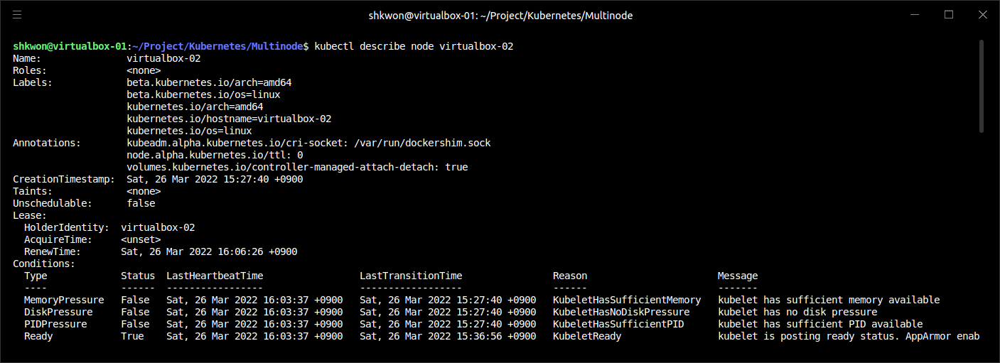 shkwon@virtualbox-01: ~/Project/Kubernetes/Multinode
shkwon@virtualbox-01:~/Project/Kubernetes/Multinode$ kubectl describe node virtualbox-02
Name:               virtualbox-02
Roles:              <none>
Labels:             beta.kubernetes.io/arch=amd64
                    beta.kubernetes.io/os=linux
                    kubernetes.io/arch=amd64
                    kubernetes.io/hostname=virtualbox-02
                    kubernetes.io/os=linux
Annotations:        kubeadm.alpha.kubernetes.io/cri-socket: /var/run/dockershim.sock
                    node.alpha.kubernetes.io/ttl: 0
                    volumes.kubernetes.io/controller-managed-attach-detach: true
CreationTimestamp:  Sat, 26 Mar 2022 15:27:40 +0900
Taints:             <none>
Unschedulable:      false
Lease:
  HolderIdentity:  virtualbox-02
  AcquireTime:     <unset>
  RenewTime:       Sat, 26 Mar 2022 16:06:26 +0900
Conditions:
  Type             Status  LastHeartbeatTime                 LastTransitionTime                Reason                       Message
  ----             ------  -----------------                 ------------------                ------                       -------
  MemoryPressure   False   Sat, 26 Mar 2022 16:03:37 +0900   Sat, 26 Mar 2022 15:27:40 +0900   KubeletHasSufficientMemory   kubelet has sufficient memory available
  DiskPressure     False   Sat, 26 Mar 2022 16:03:37 +0900   Sat, 26 Mar 2022 15:27:40 +0900   KubeletHasNoDiskPressure     kubelet has no disk pressure
  PIDPressure      False   Sat, 26 Mar 2022 16:03:37 +0900   Sat, 26 Mar 2022 15:27:40 +0900   KubeletHasSufficientPID      kubelet has sufficient PID available
  Ready            True    Sat, 26 Mar 2022 16:03:37 +0900   Sat, 26 Mar 2022 15:36:56 +0900   KubeletReady                 kubelet is posting ready status. AppArmor enab